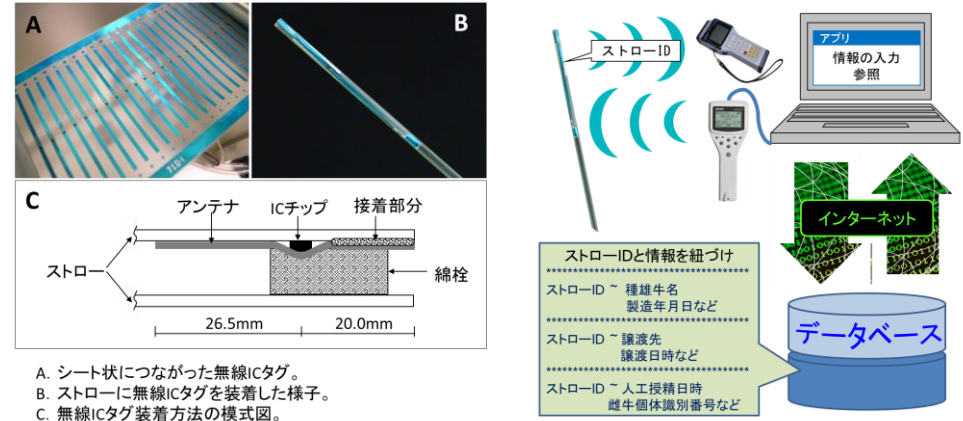 A
B
C
アンテナ
ICチップ
接着部分
ストロー
綿栓
26.5mm
20.0mm
A. シート状につながった無線ICタグ。
B. ストローに無線ICタグを装着した様子。
C. 無線ICタグ装着方法の模式図。
ストローID
アプリ
情報の入力
参照
インターネット
ストローIDと情報を紐づけ
**************************************
ストローID ~ 種雄牛名
製造年月日など
**************************************
ストローID ~ 譲渡先
譲渡日時など
**************************************
ストローID ~ 人工授精日時
雌牛個体識別番号など
データベース